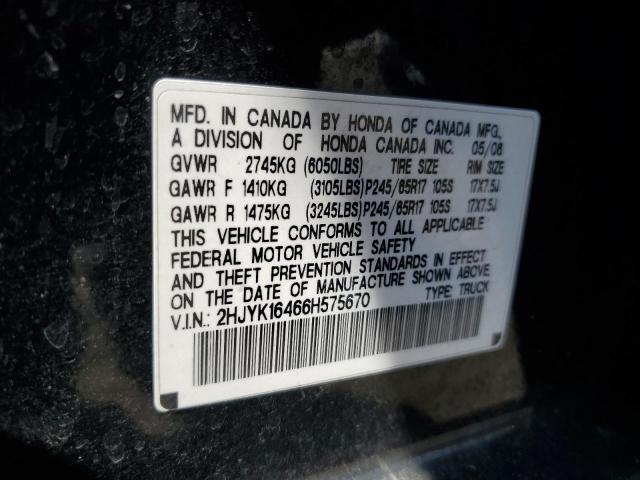 MFD. IN CANADA BY HONDA OF CANADA MFG.,
A DIVISION OF HONDA CANADA INC. 05/06
GVWR 2745KG (6050LBS) TIRE SIZE RIM SIZE
GAWR F 1410KG (3105LBS) P245/65R17 105S 17X7.5J
GAWR R 1475KG (3245LBS) P245/65R17 105S 17X7.5J
THIS VEHICLE CONFORMS TO ALL APPLICABLE
FEDERAL MOTOR VEHICLE SAFETY
AND THEFT PREVENTION STANDARDS IN EFFECT
ON THE DATE OF MANUFACTURE SHOWN ABOVE.
V.I.N.: 2HJYK16466H575670 TYPE: TRUCK